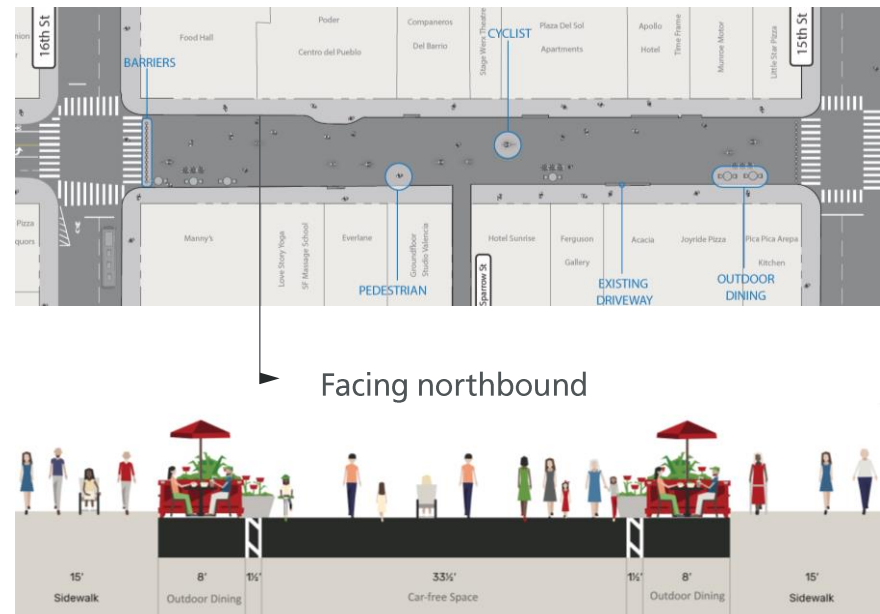 Poder
Companeros
Plaza Del Sol
Apollo
Time Frame
16th St
Food Hall
Stage Werx Theatre
CYCLIST
Munroe Motor
15th St
Centro del Pueblo
Del Barrio
Apartments
Hotel
Little Star Pizza
BARRIERS
Pizza
quors
Manny's
Love Story Yoga
SF Massage School
Everlane
Groundfloor
Studio Valencia
Hotel Sunrise
Ferguson
Gallery
Acacia
Joyride Pizza
Pica Pica Arepa
Kitchen
Sparrow St
PEDESTRIAN
EXISTING
DRIVEWAY
OUTDOOR
DINING
Facing northbound
15' 8' 1½' 33½' 1½' 8' 15'
Sidewalk Outdoor Dining Car-free Space Outdoor Dining Sidewalk